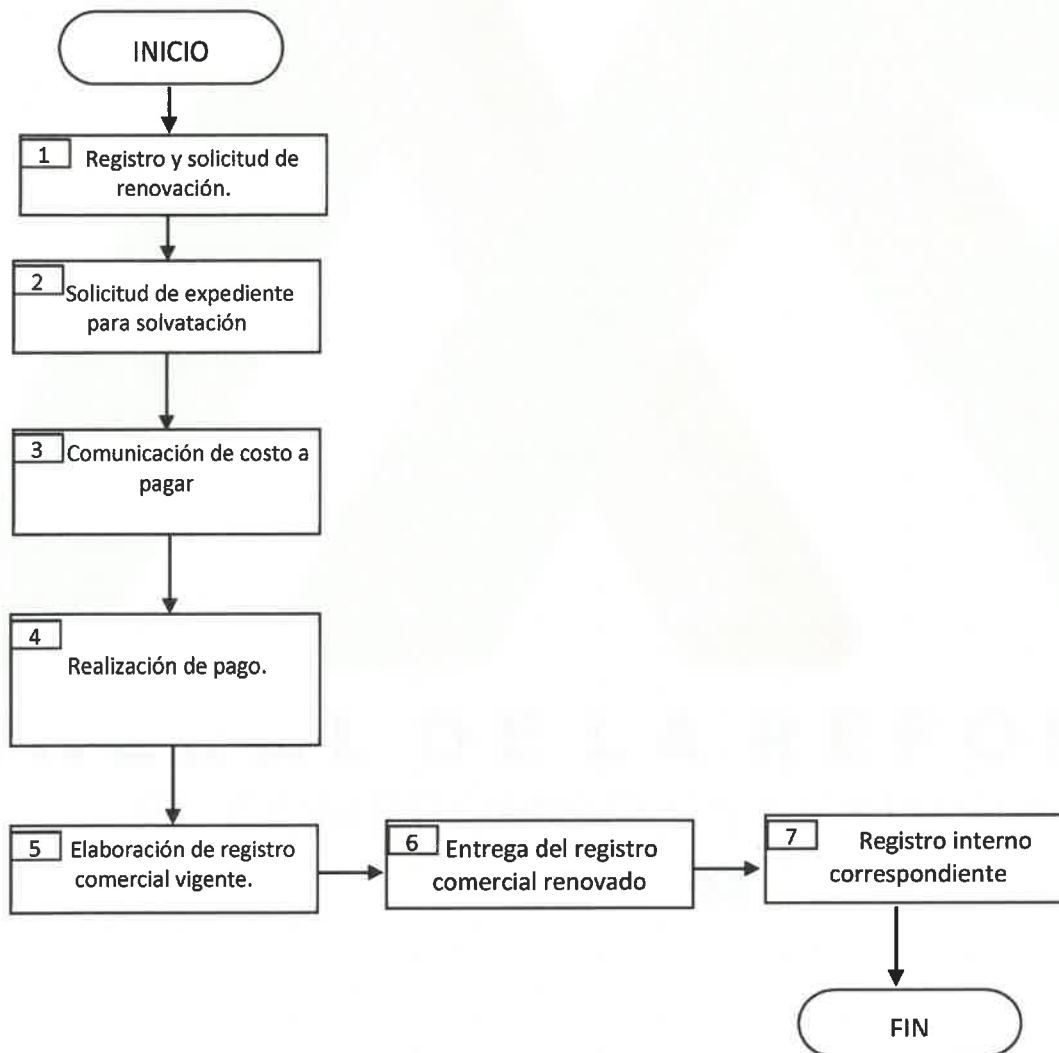 INICIO
1 Registro y solicitud de
renovación.
2 Solicitud de expediente
para solvatación
3 Comunicación de costo a
pagar
4
Realización de pago.
5 Elaboración de registro
comercial vigente.
6 Entrega del registro
comercial renovado
7 Registro interno
correspondiente
FIN